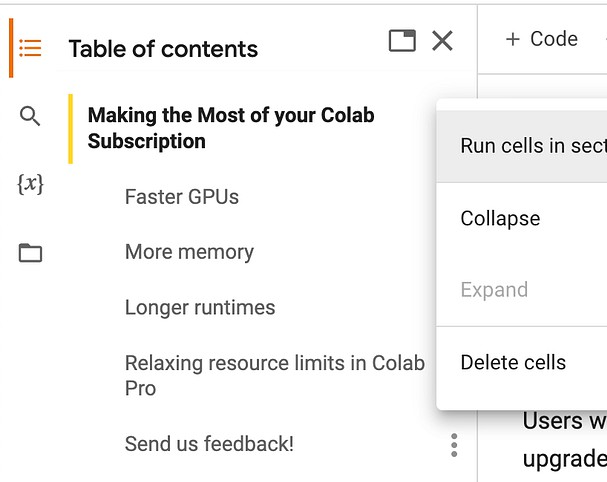 Table of contents
+ Code
Making the Most of your Colab
Subscription
Run cells in sect
{x}
Faster GPUs
Collapse
More memory
Expand
Longer runtimes
Relaxing resource limits in Colab
Pro
Delete cells
Send us feedback!
Users w
upgrade